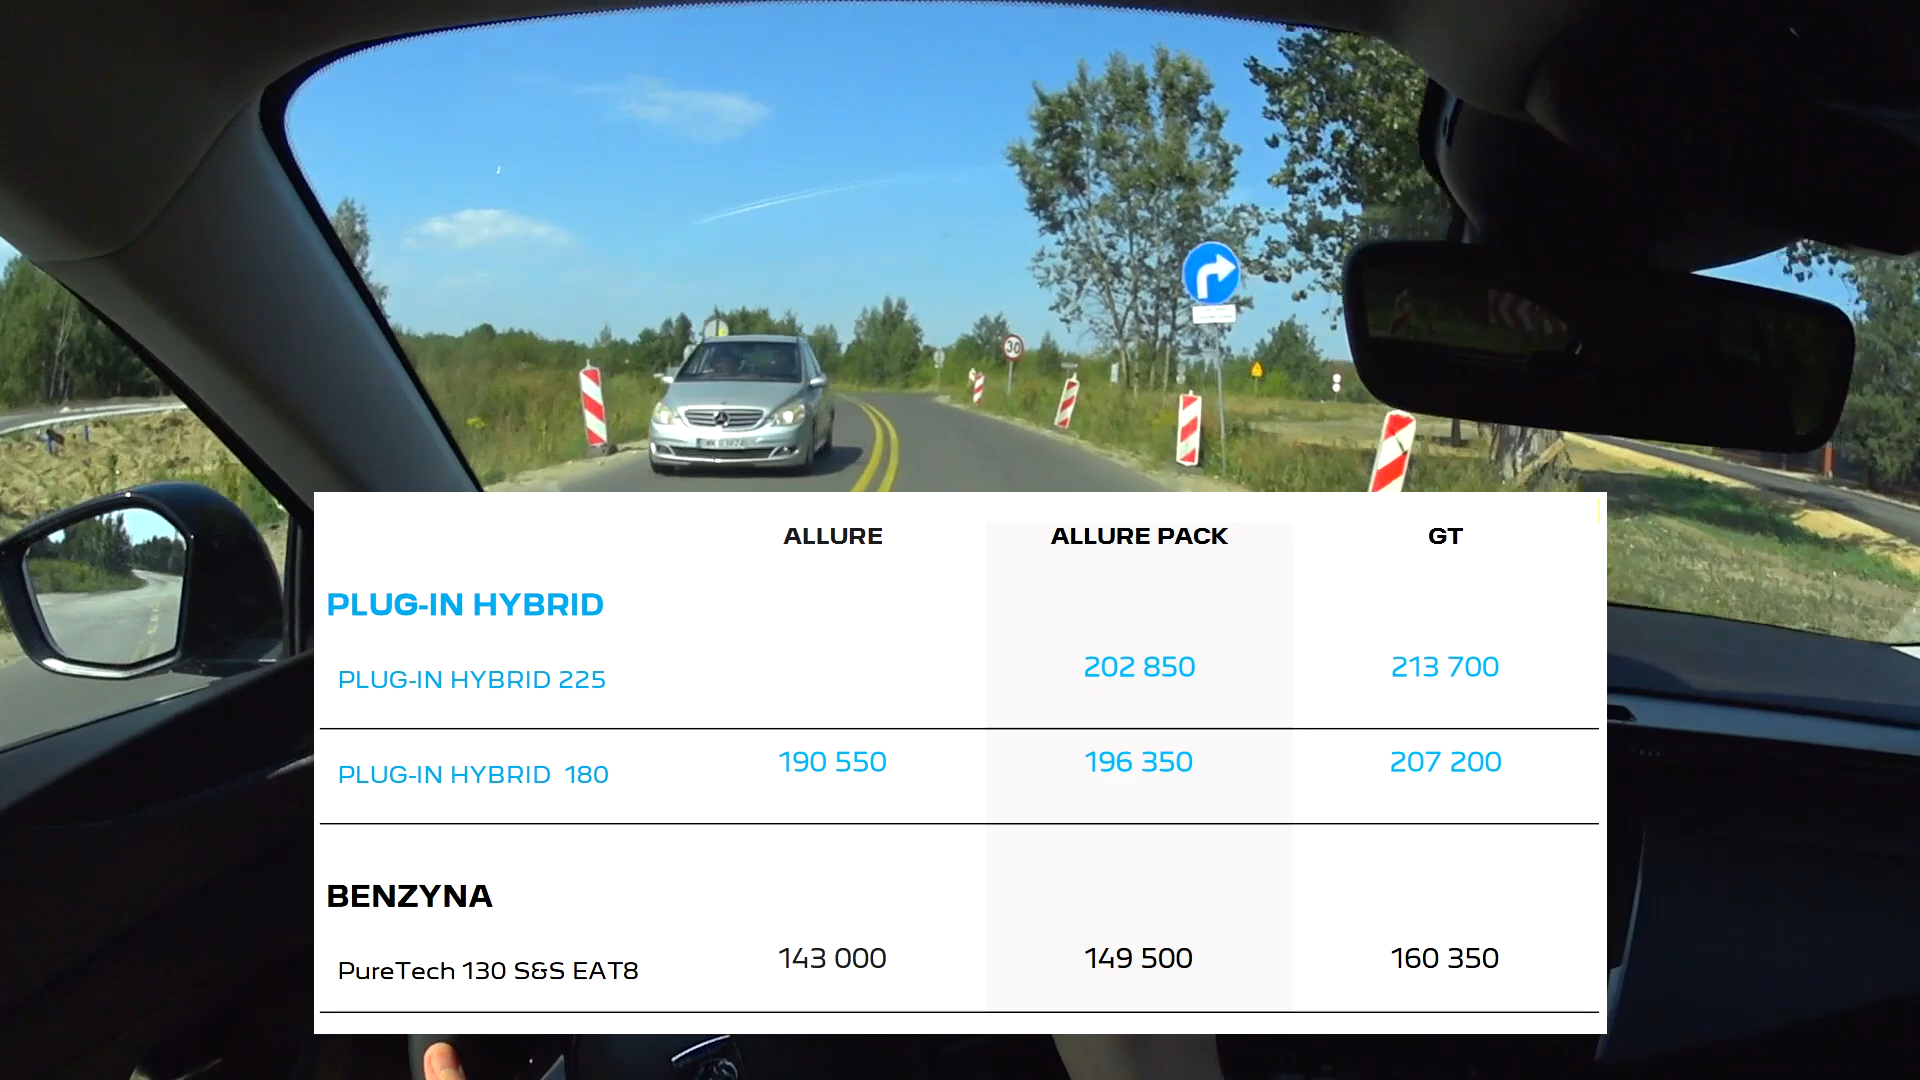 30
ALLURE ALLURE PACK GT
PLUG-IN HYBRID
PLUG-IN HYBRID 225 202 850 213 700
PLUG-IN HYBRID 180 190 550 196 350 207 200
BENZYNA
PureTech 130 S&S EAT8 143 000 149 500 160 350